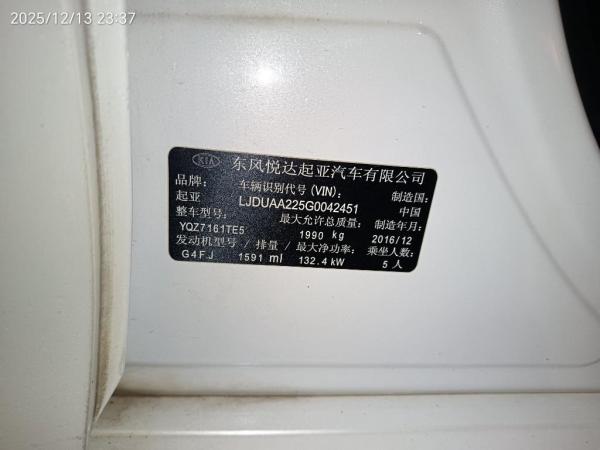 2025/12/13 23:37
KIA 东风悦达起亚汽车有限公司
品牌: 车辆识别代号(VIN): 制造国:
起亚 LJDUAA225G0042451 中国
整车型号: 最大允许总质量: 制造年月:
YQZ7161TE5 1990 kg 2016/12
发动机型号/排量/最大净功率: 乘坐人数:
G4FJ 1591 ml 132.4 kW 5 人